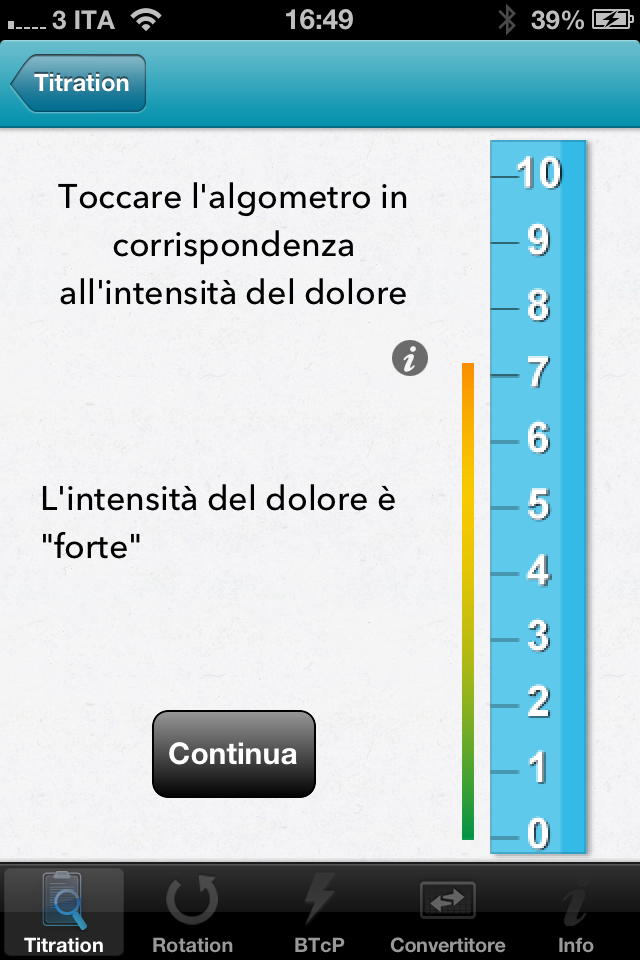 3 ITA 16:49 39%
Titration
Toccare l'algometro in
corrispondenza
all'intensità del dolore
i
L'intensità del dolore è
"forte"
Continua
10
9
8
7
6
5
4
3
2
1
0
Titration Rotation BTcP Convertitore Info